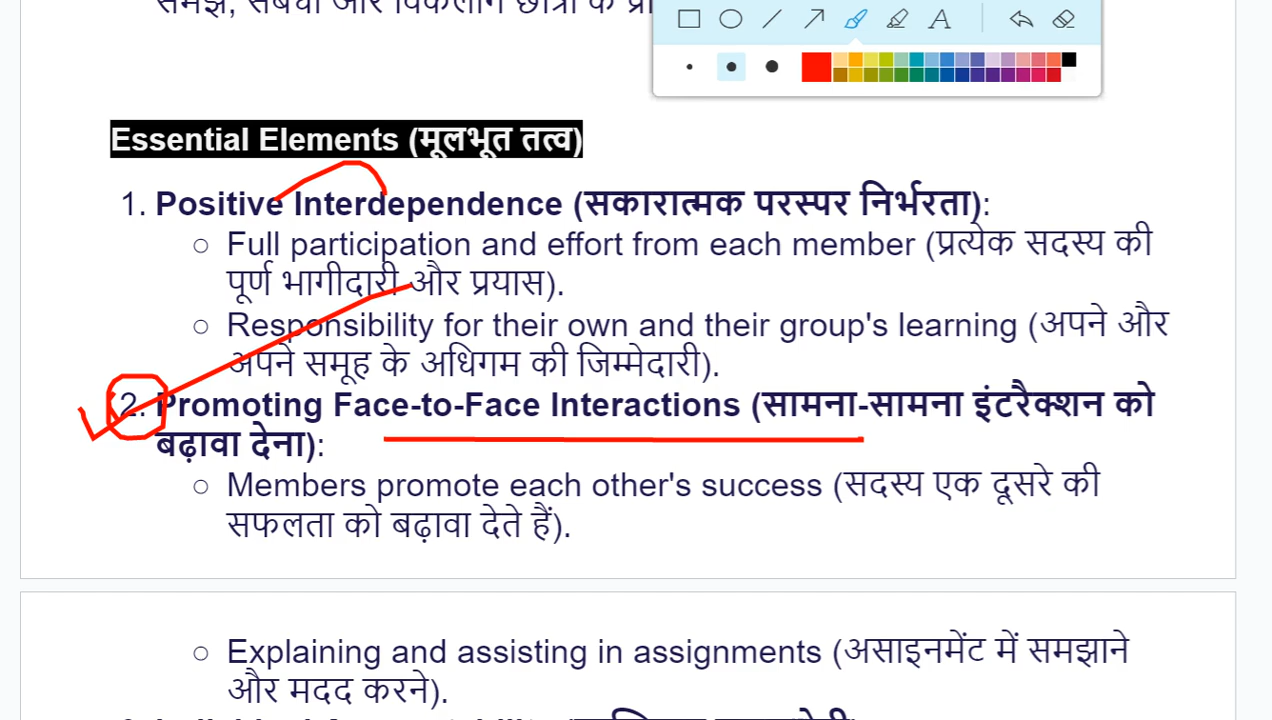 समझ, संबंधों और विकलांग छात्रों के प्र
A
Essential Elements (मूलभूत तत्व)
1. Positive Interdependence (सकारात्मक परस्पर निर्भरता):
○ Full participation and effort from each member (प्रत्येक सदस्य की
पूर्ण भागीदारी और प्रयास).
○ Responsibility for their own and their group's learning (अपने और
अपने समूह के अधिगम की जिम्मेदारी).
2. Promoting Face-to-Face Interactions (सामना-सामना इंटरैक्शन को
बढ़ावा देना):
○ Members promote each other's success (सदस्य एक दूसरे की
सफलता को बढ़ावा देते हैं).
○ Explaining and assisting in assignments (असाइनमेंट में समझाने
और मदद करने).